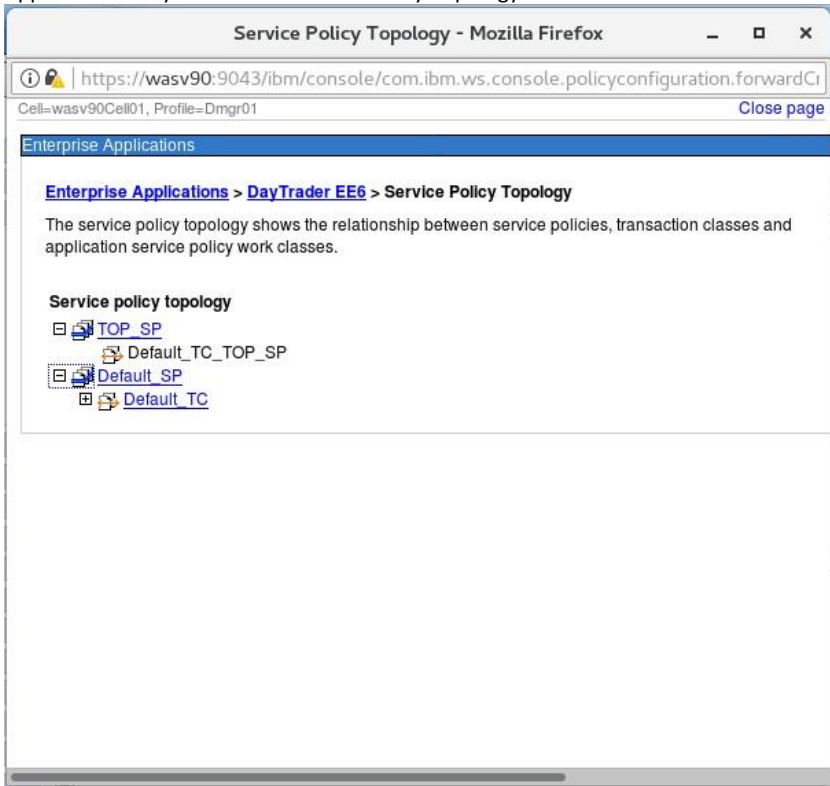 Service Policy Topology - Mozilla Firefox
https://wasv90:9043/ibm/console/com.ibm.ws.console.policyconfiguration.forwardCr
Cell=wasv90Cell01, Profile=Dmgr01 Close page
Enterprise Applications
Enterprise Applications > DayTrader EE6 > Service Policy Topology
The service policy topology shows the relationship between service policies, transaction classes and
application service policy work classes.
Service policy topology
TOP_SP
Default_TC_TOP_SP
Default_SP
Default_TC